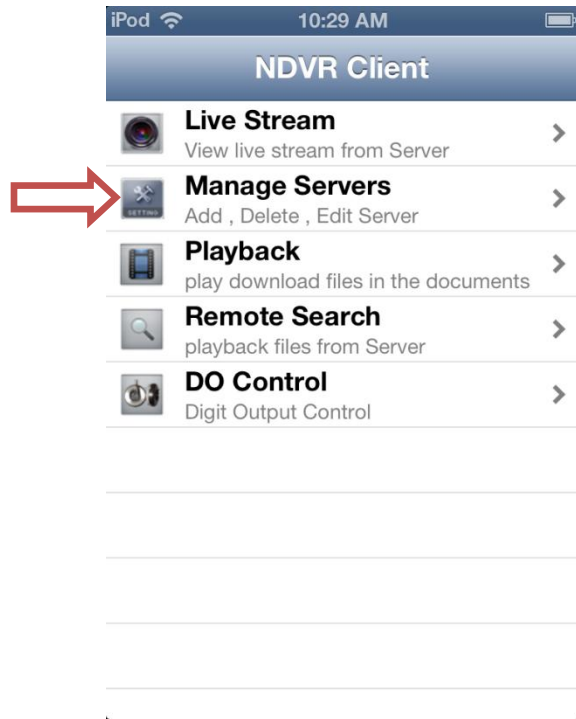 iPod 10:29 AM
NDVR Client
Live Stream
View live stream from Server
Manage Servers
Add , Delete , Edit Server
SETTING
Playback
play download files in the documents
Remote Search
playback files from Server
DO Control
Digit Output Control